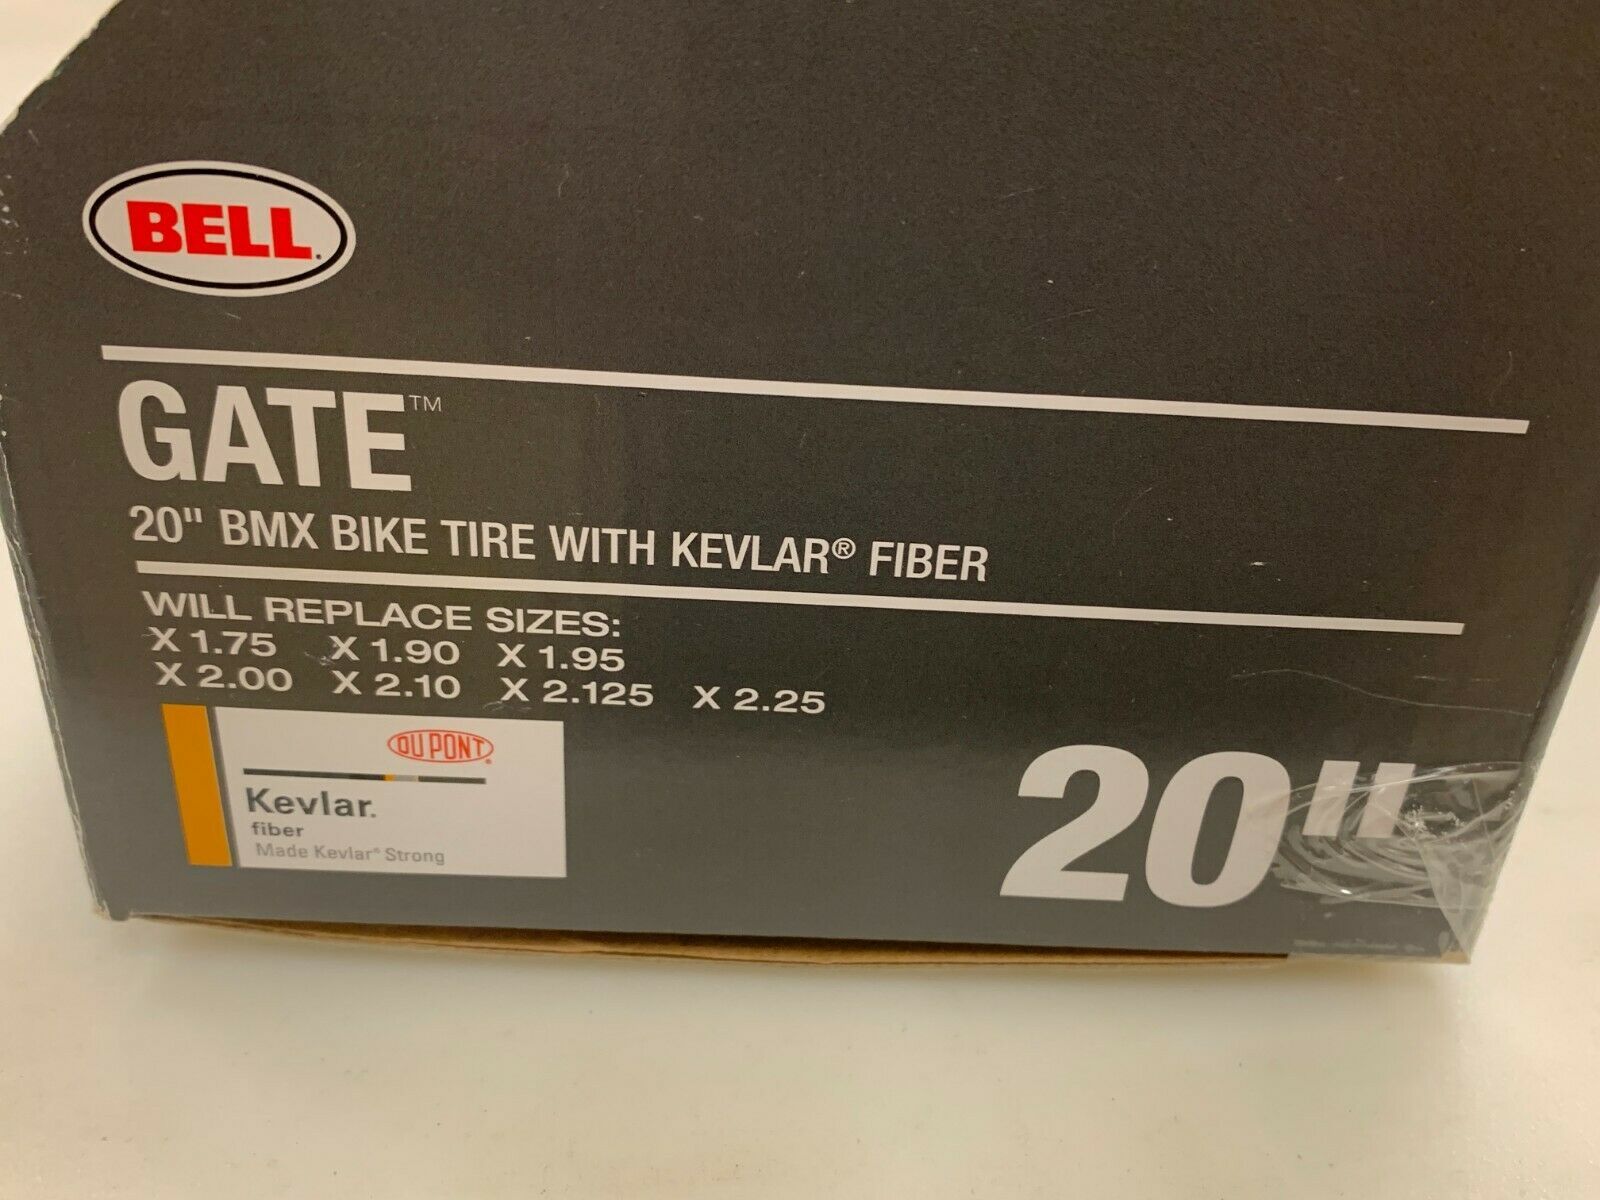 BELL.
GATE™
20" BMX BIKE TIRE WITH KEVLAR® FIBER
WILL REPLACE SIZES:
X 1.75 X 1.90 X 1.95
X 2.00 X 2.10 X 2.125 X 2.25
DU PONT®
Kevlar.
fiber
Made Kevlar® Strong
20"